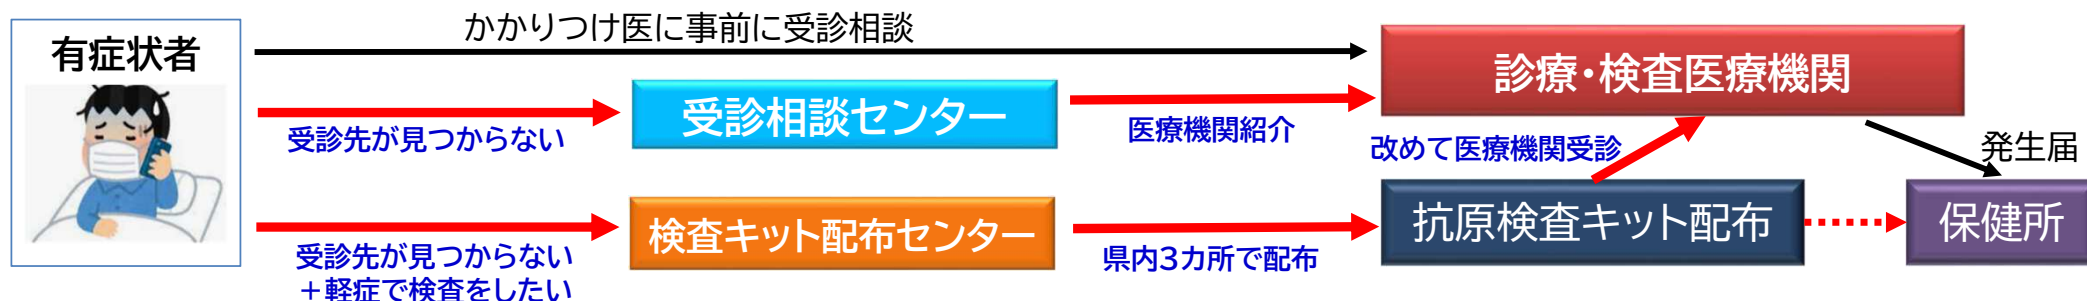 有症状者
かかりつけ医に事前に受診相談
受診先が見つからない
受診相談センター
医療機関紹介
診療・検査医療機関
改めて医療機関受診
発生届
受診先が見つからない
＋軽症で検査をしたい
検査キット配布センター
県内3カ所で配布
抗原検査キット配布
保健所